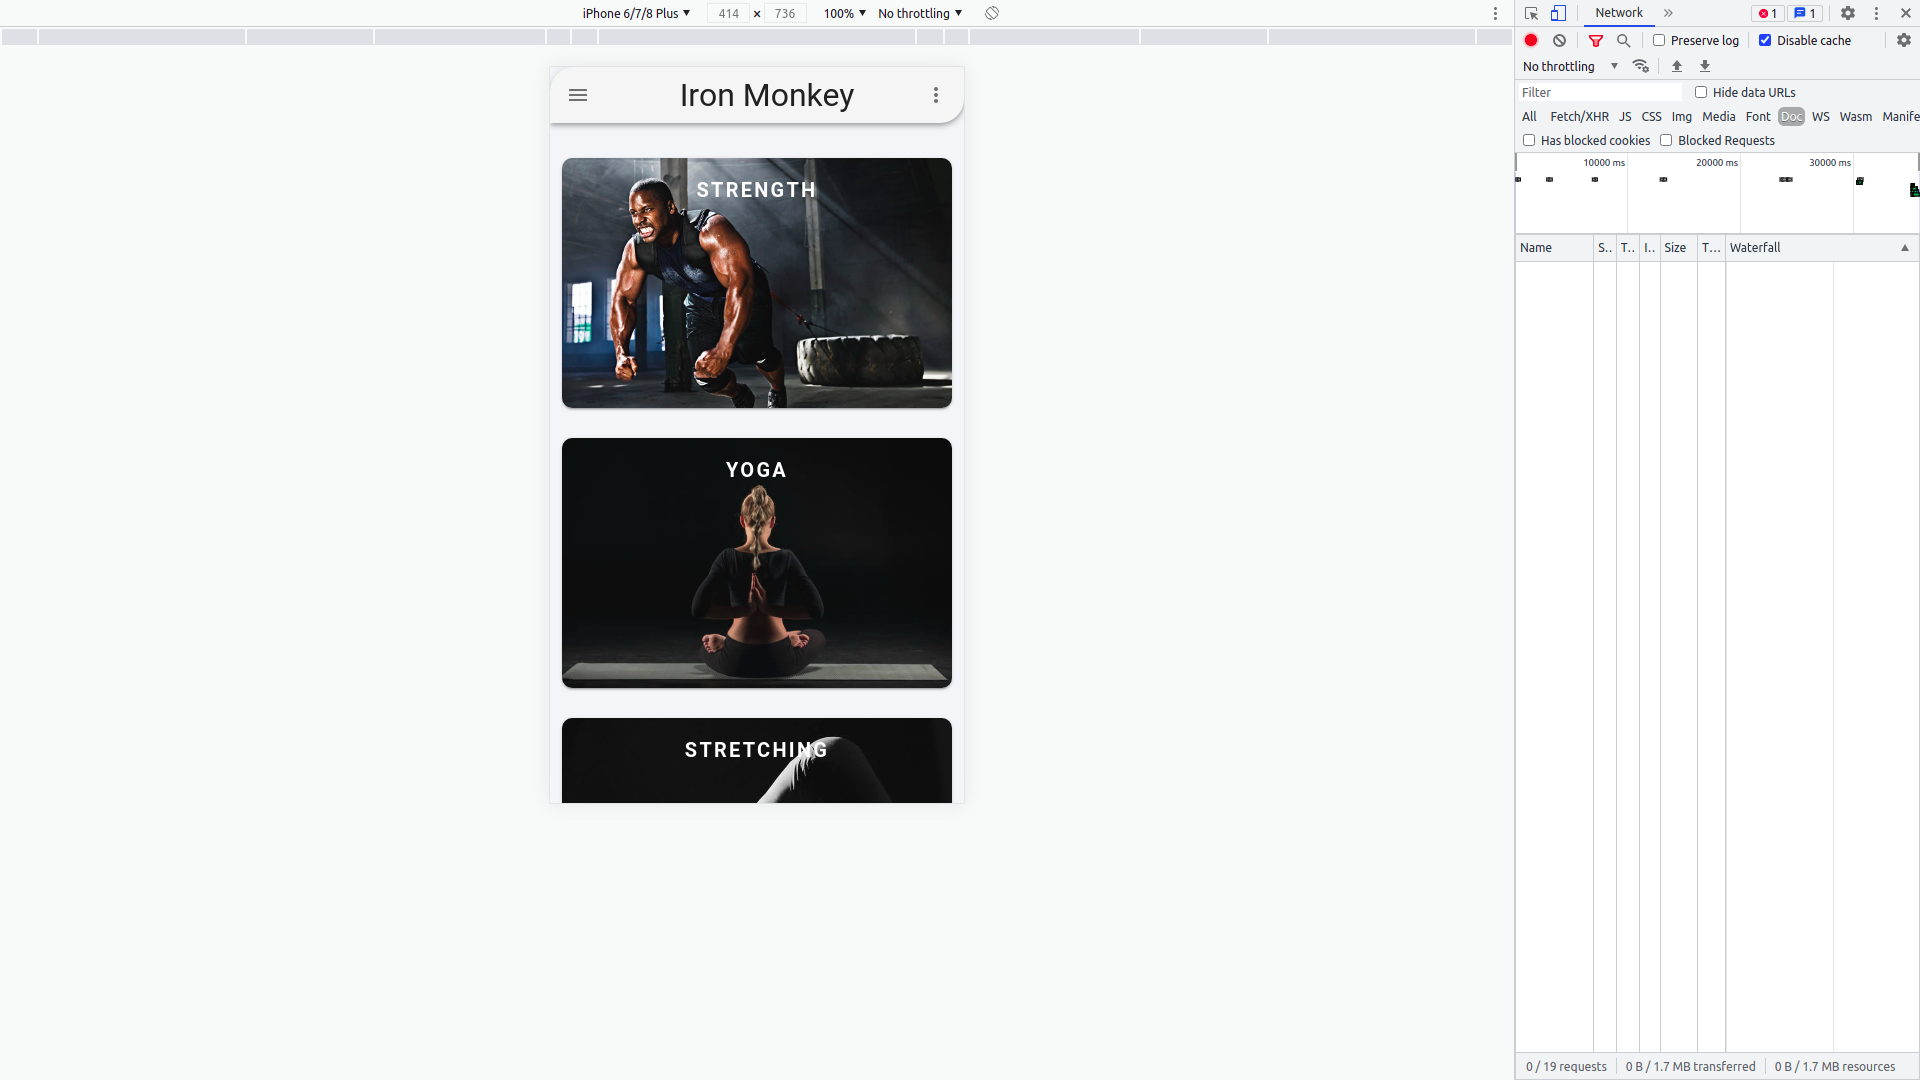 iPhone 6/7/8 Plus ▼ 414 × 736 100% ▼ No throttling ▼
Network » 1 1
Preserve log Disable cache
No throttling ▼
Filter Hide data URLs
All Fetch/XHR JS CSS Img Media Font Doc WS Wasm Manife
Has blocked cookies Blocked Requests
10000 ms 20000 ms 30000 ms
Name S.. T.. I.. Size T... Waterfall ▲
0 / 19 requests 0 B / 1.7 MB transferred 0 B / 1.7 MB resources
Iron Monkey
STRENGTH
YOGA
STRETCHING